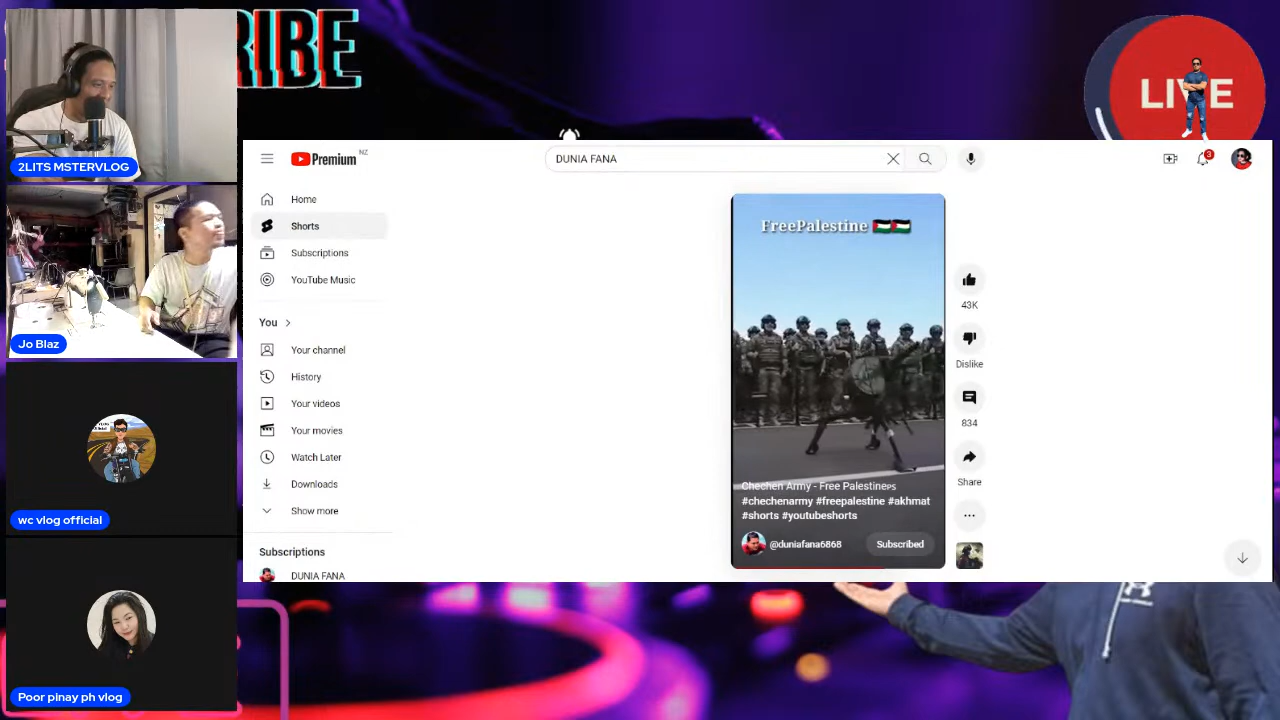 RIBE
LIVE
2LITS MSTERVLOG
Jo Blaz
wc vlog official
Poor pinay ph vlog
Premium NZ
DUNIA FANA
3
Home
Shorts
Subscriptions
YouTube Music
You
Your channel
History
Your videos
Your movies
Watch Later
Downloads
Show more
Subscriptions
DUNIA FANA
FreePalestine 🇵🇸🇵🇸
Chechen Army - Free Palestineᴘs
#chechenarmy #freepalestine #akhmat
#shorts #youtubeshorts
@duniafana6868
Subscribed
43K
Dislike
834
Share